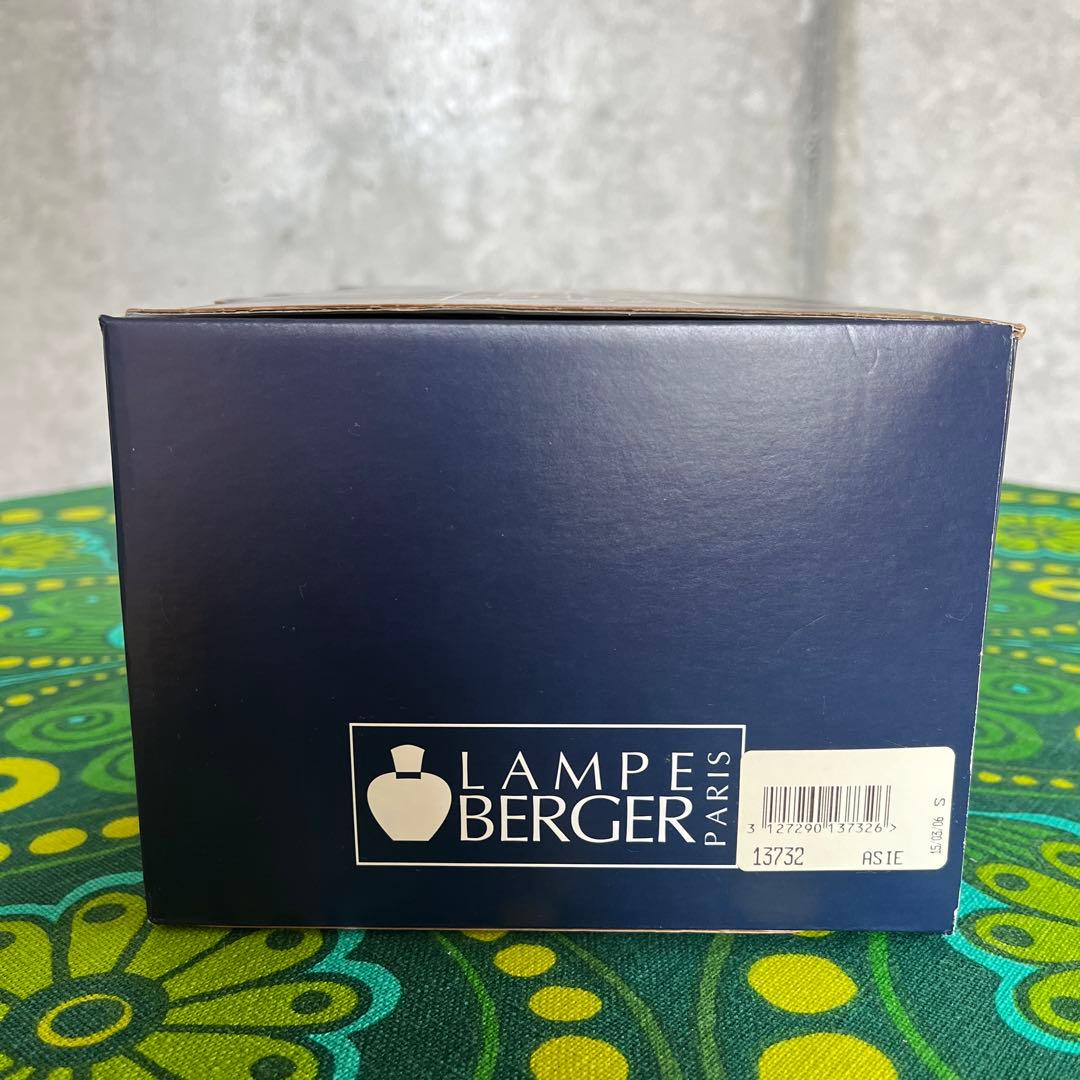 LAMPE
BERGER
PARIS
3 127290 137326 >
13732 ASIE
15/03/06 S